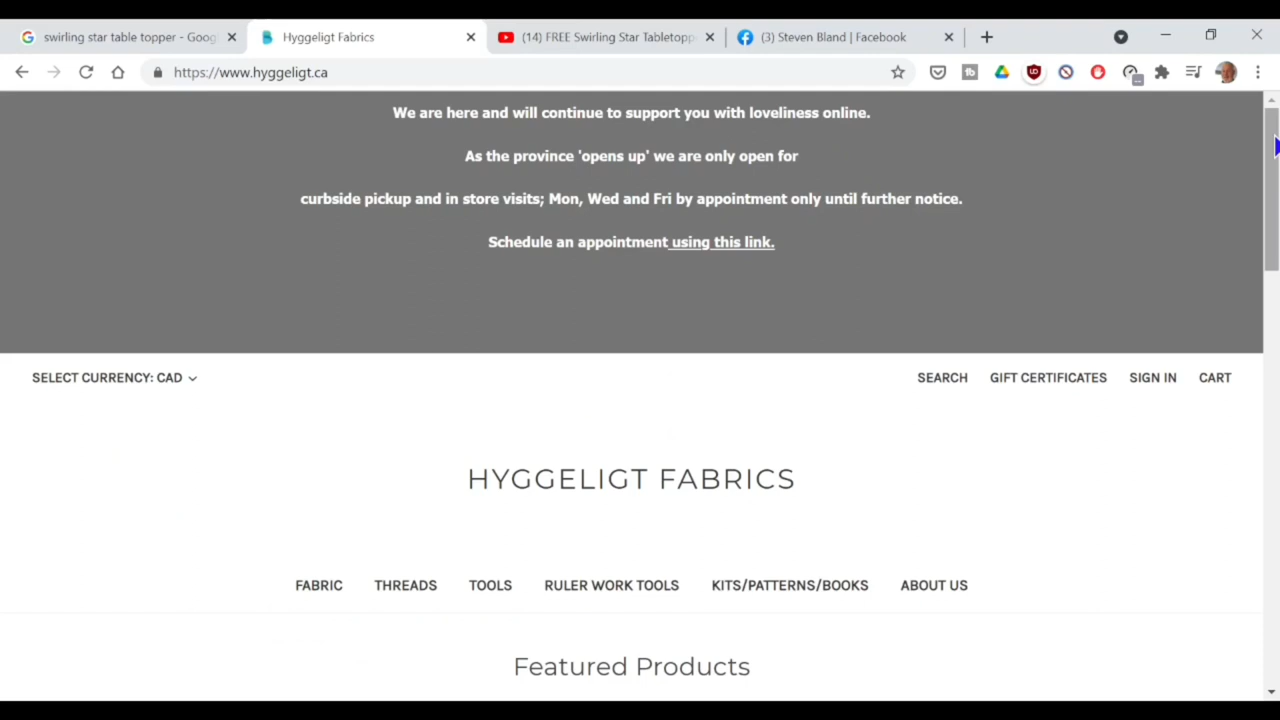 swirling star table topper - Goog
Hyggeligt Fabrics
(14) FREE Swirling Star Tabletopp
(3) Steven Bland | Facebook
https://www.hyggeligt.ca
We are here and will continue to support you with loveliness online.
As the province 'opens up' we are only open for
curbside pickup and in store visits; Mon, Wed and Fri by appointment only until further notice.
Schedule an appointment using this link.
SELECT CURRENCY: CAD
SEARCH GIFT CERTIFICATES SIGN IN CART
HYGGELIGT FABRICS
FABRIC THREADS TOOLS RULER WORK TOOLS KITS/PATTERNS/BOOKS ABOUT US
Featured Products